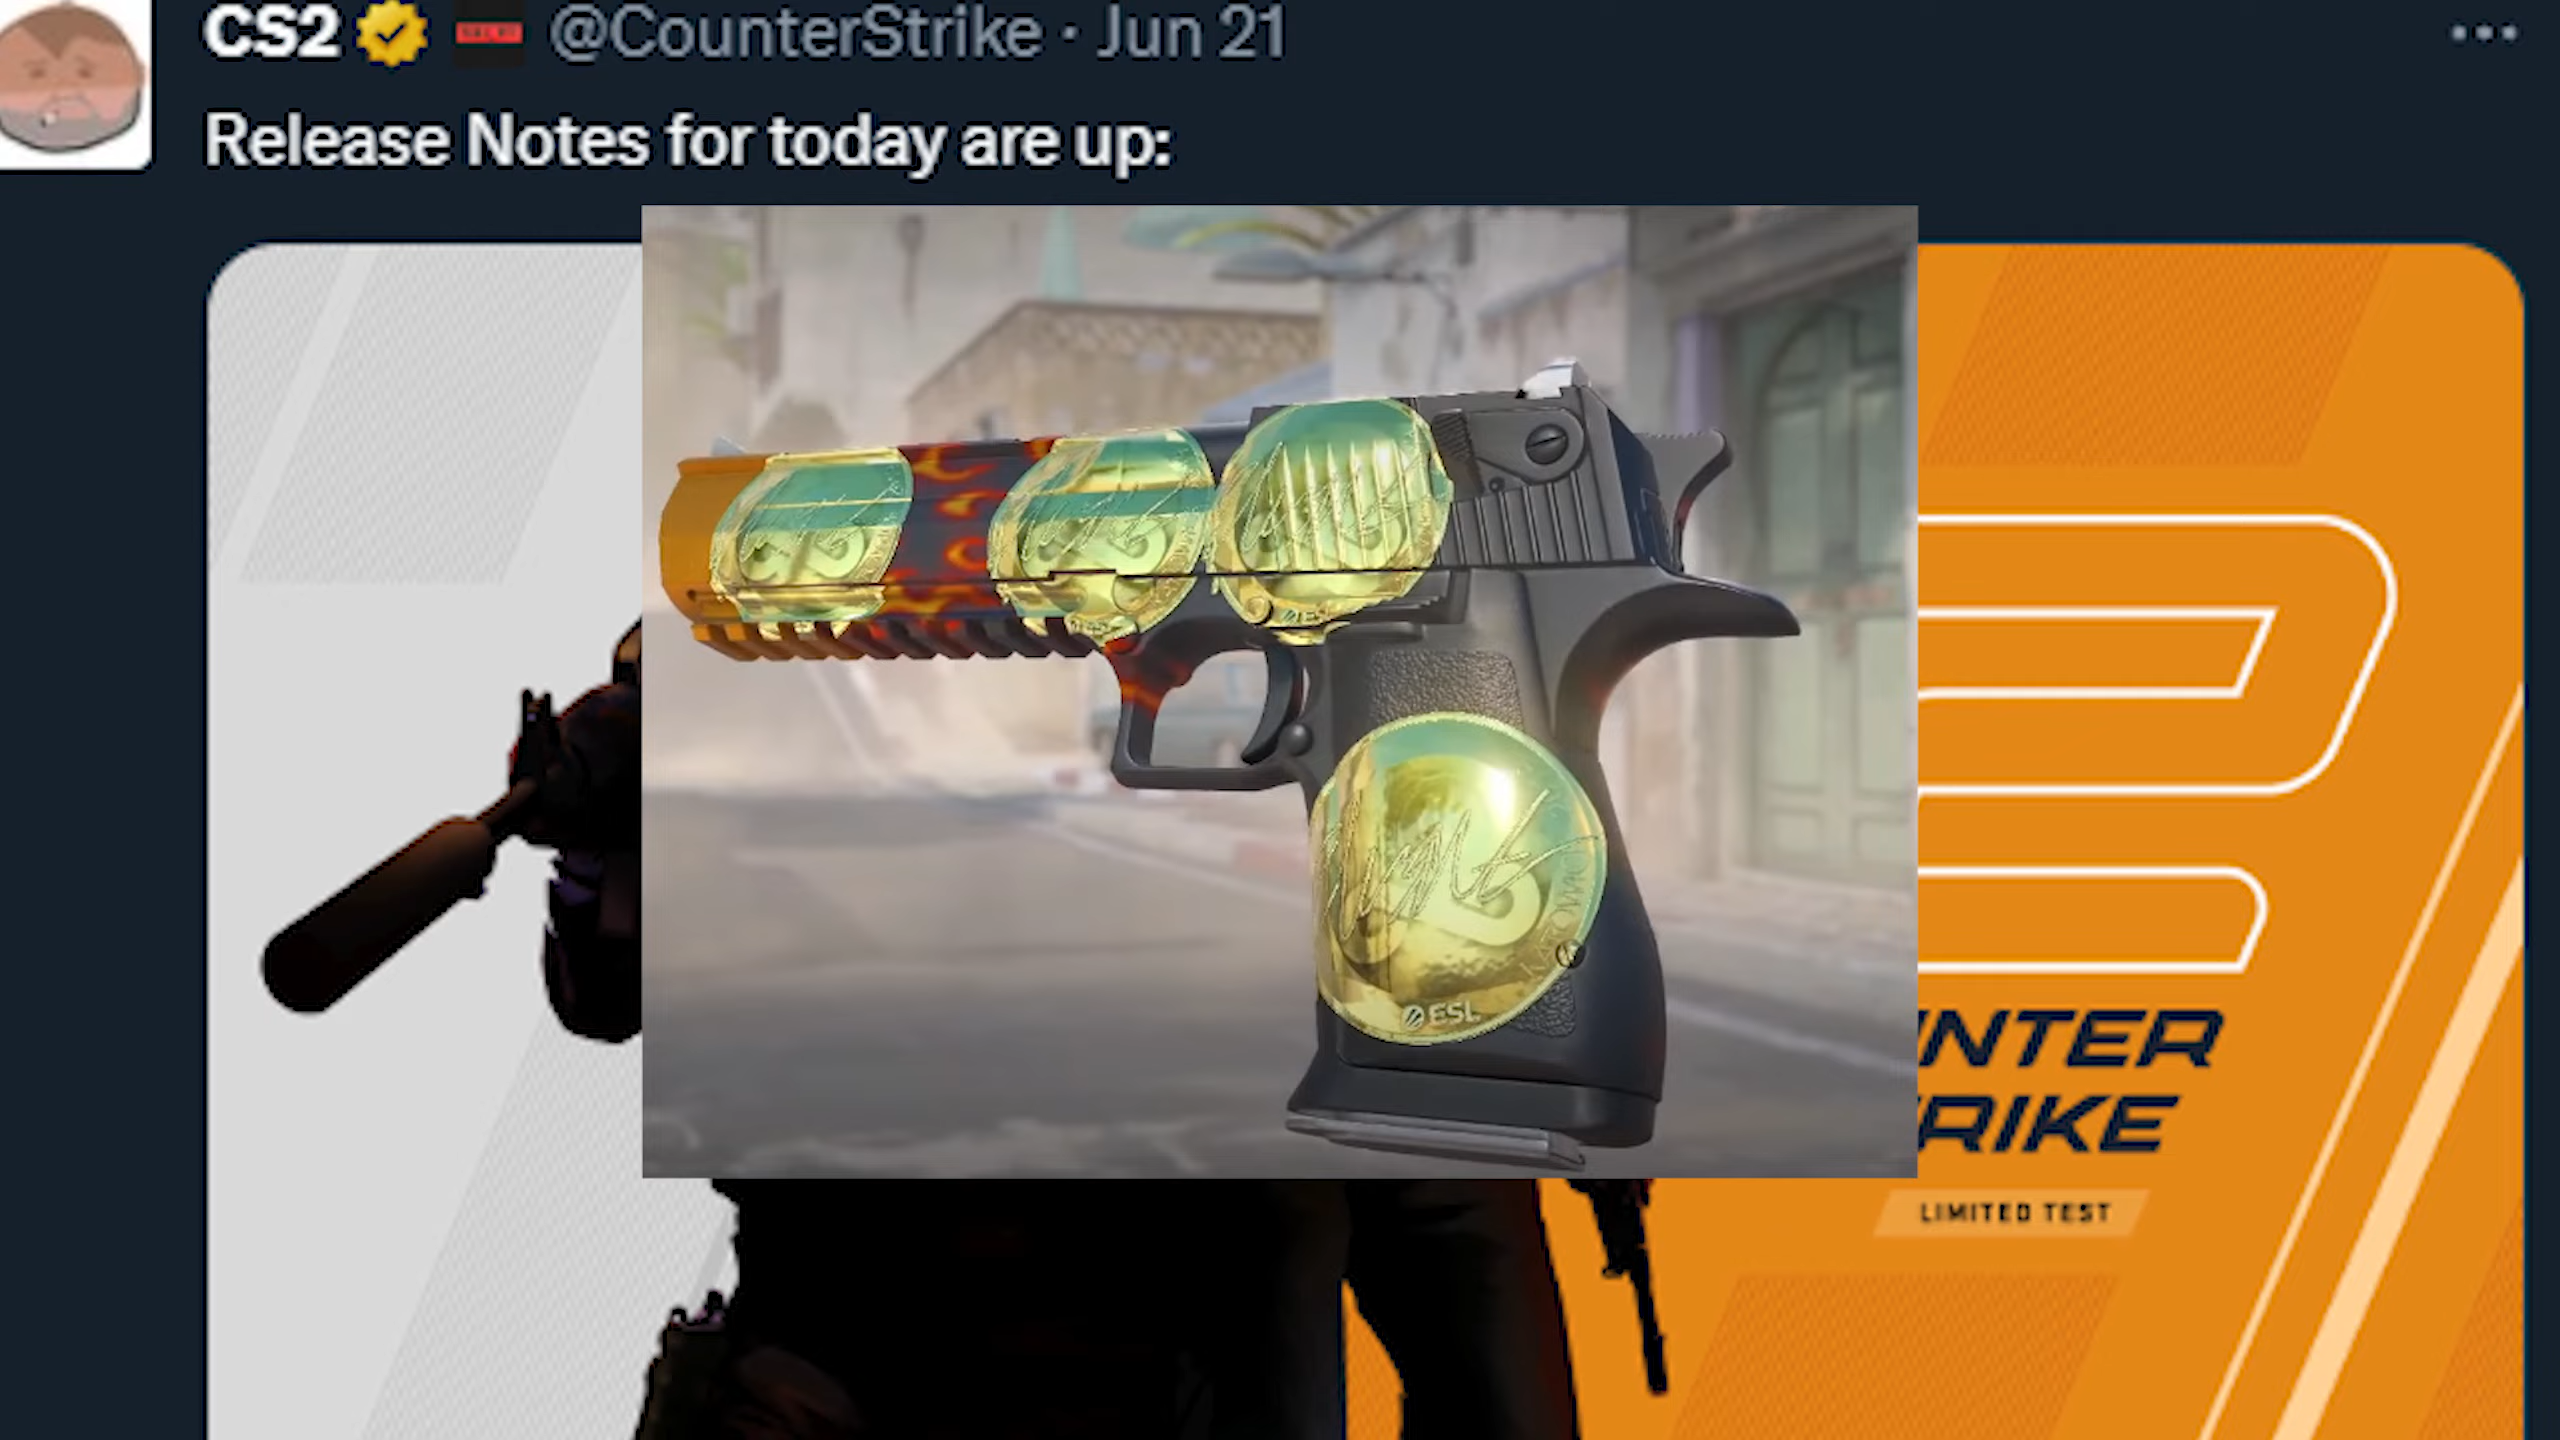 CS2 @CounterStrike · Jun 21
Release Notes for today are up:
ESL
ESL
NTER
RIKE
LIMITED TEST